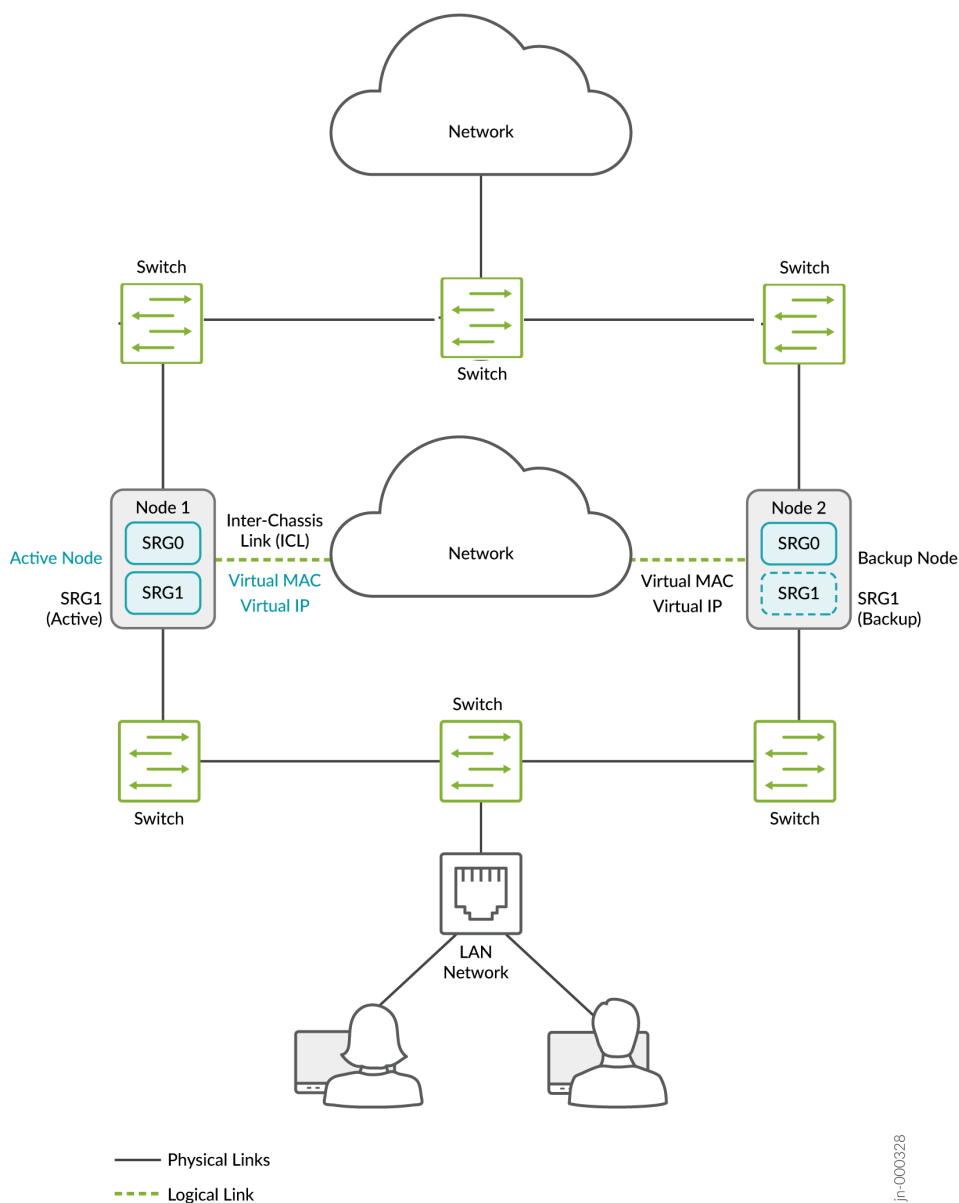 Network
Switch
Switch
Switch
Node 1
SRG0
SRG1
Active Node
SRG1
(Active)
Inter-Chassis
Link (ICL)
Virtual MAC
Virtual IP
Network
Virtual MAC
Virtual IP
Node 2
SRG0
SRG1
Backup Node
SRG1
(Backup)
Switch
Switch
Switch
LAN
Network
Physical Links
Logical Link
jn-000328